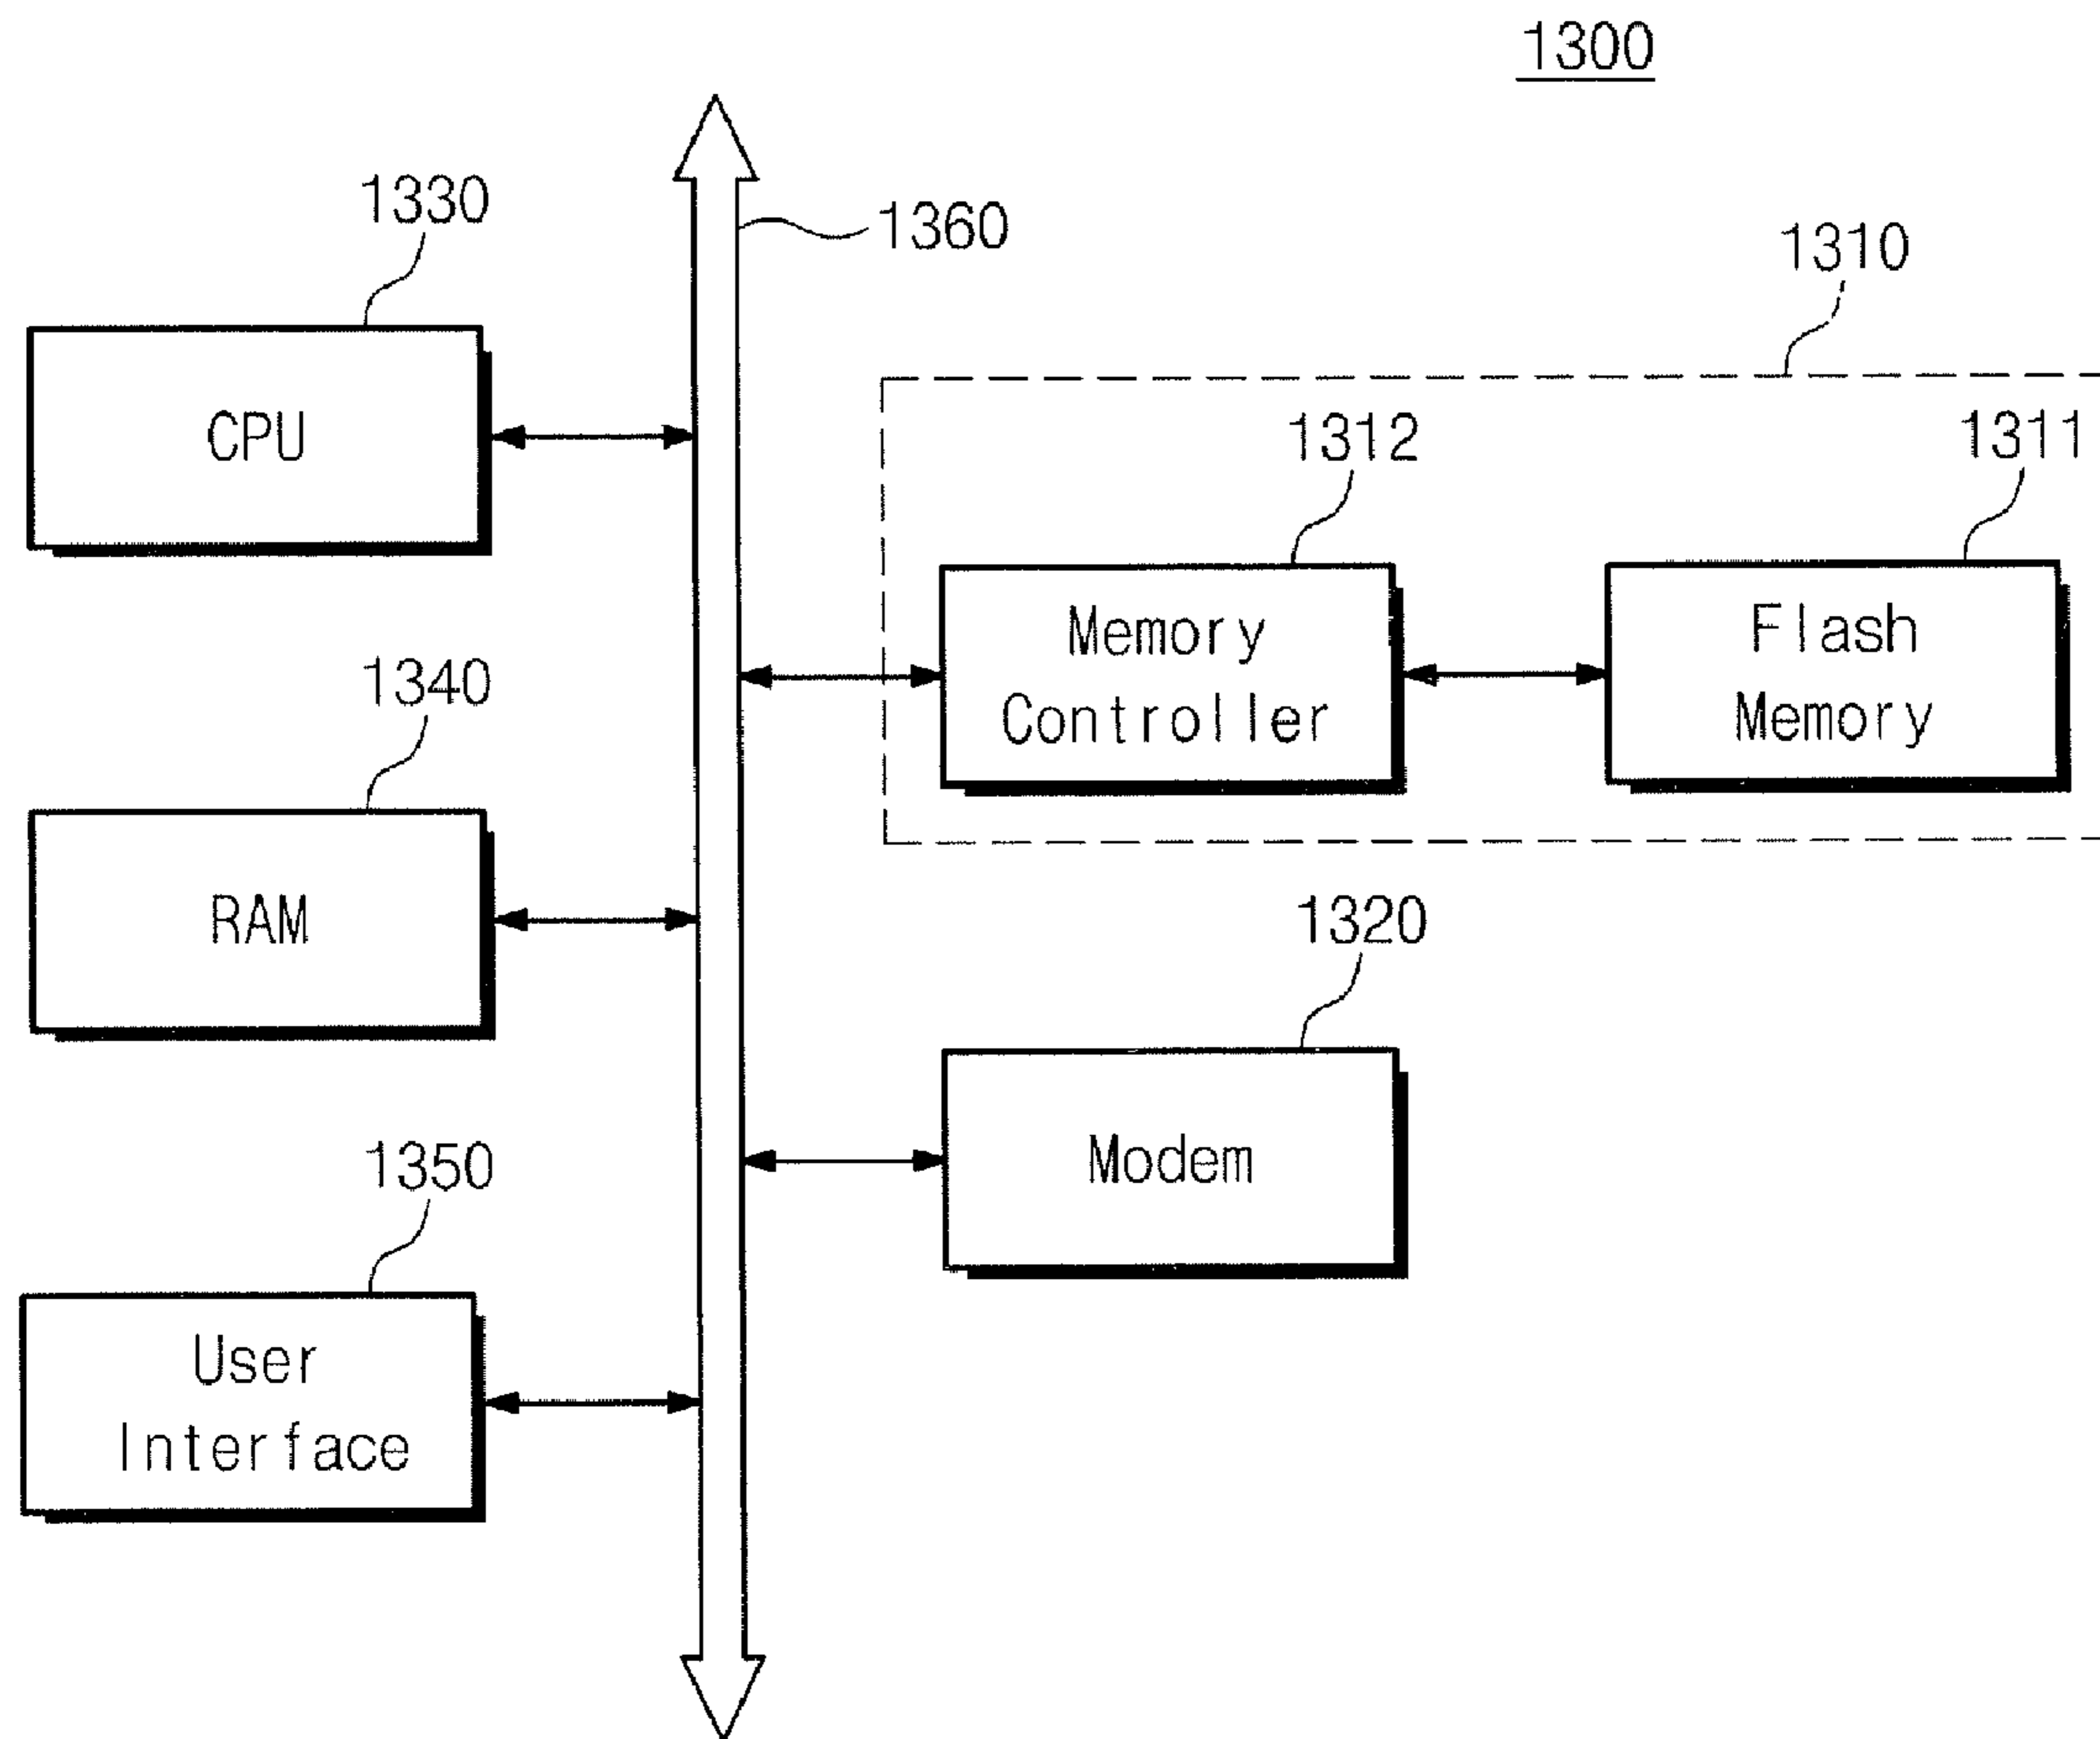 1300
1330
1360
1310
CPU
1312
1311
Memory
Controller
Flash
Memory
1340
RAM
1320
Modem
1350
User
Interface